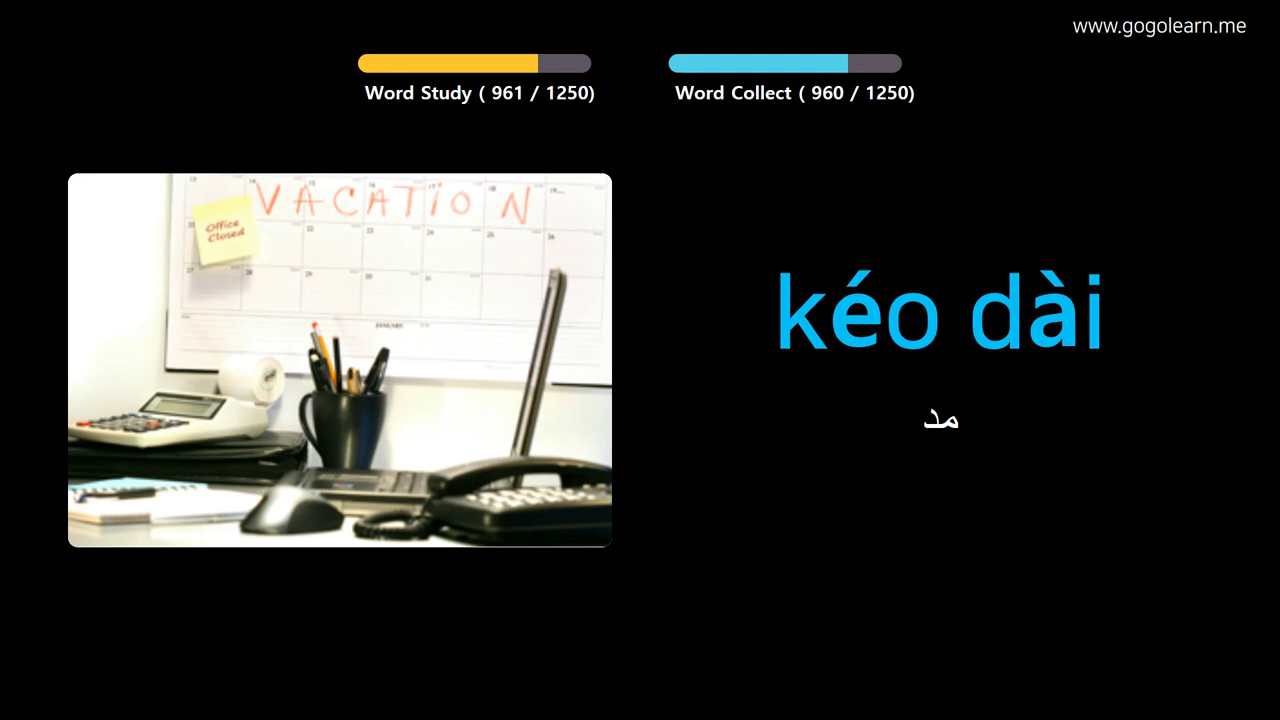 www.gogolearn.me
Word Study ( 961 / 1250)
Word Collect ( 960 / 1250)
VACATION
Office
Closed
kéo dài
مد